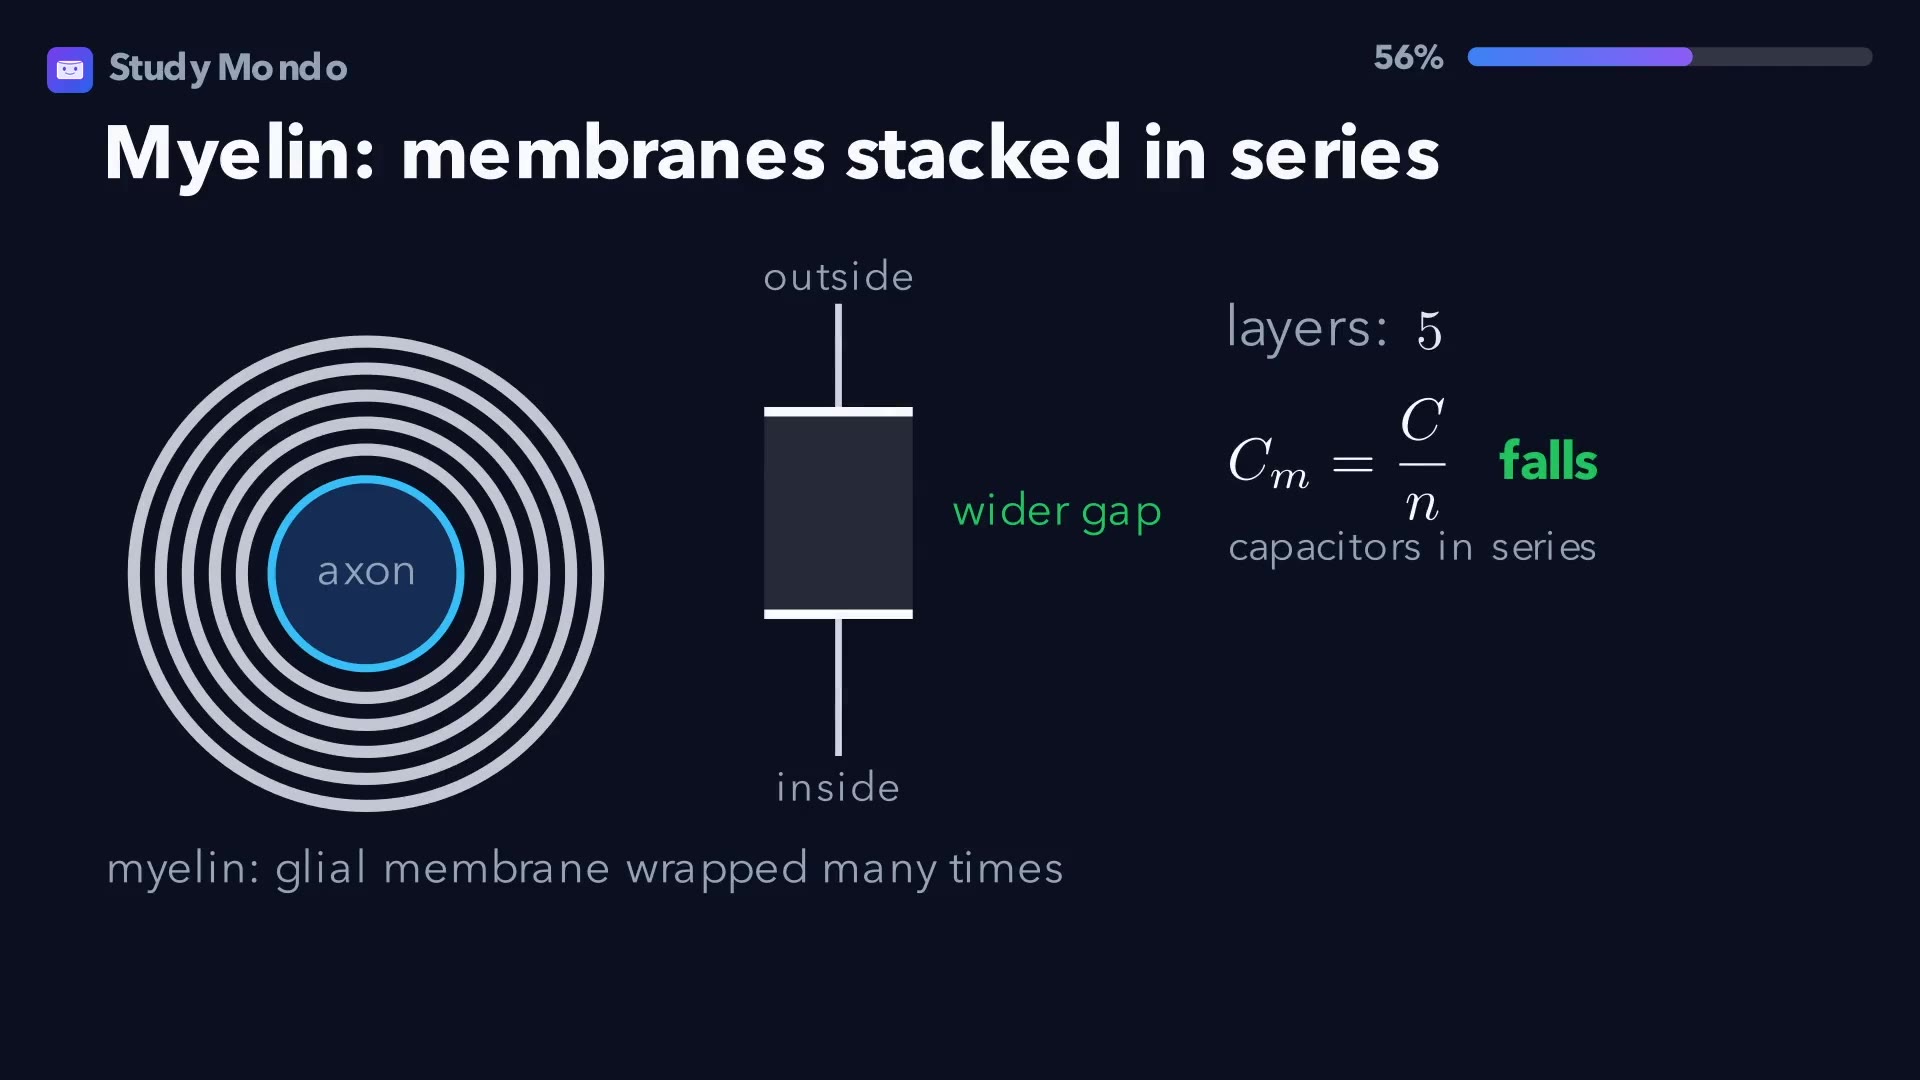 Study Mondo
56%
Myelin: membranes stacked in series
outside
layers: 5
C_m = C/n falls
capacitors in series
wider gap
axon
inside
myelin: glial membrane wrapped many times